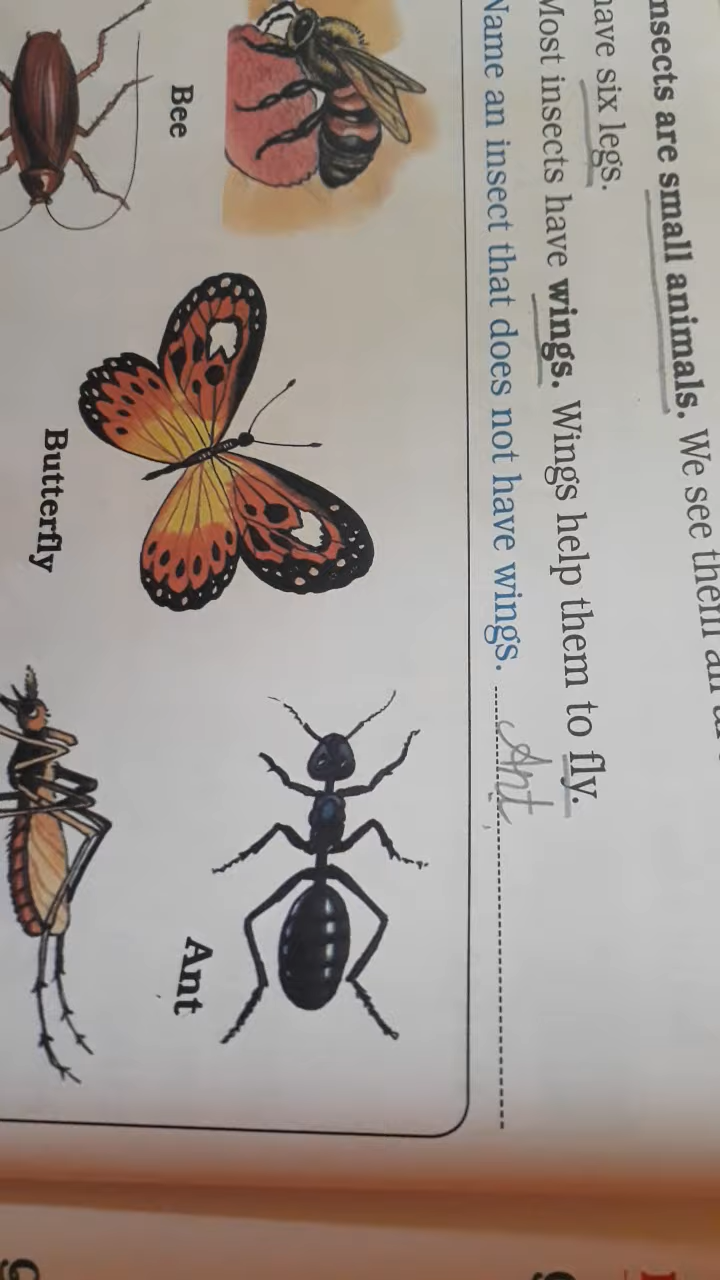 nsects are small animals. We see them
have six legs.
Most insects have wings. Wings help them to fly.
Name an insect that does not have wings. Ant
Bee
Butterfly
Ant